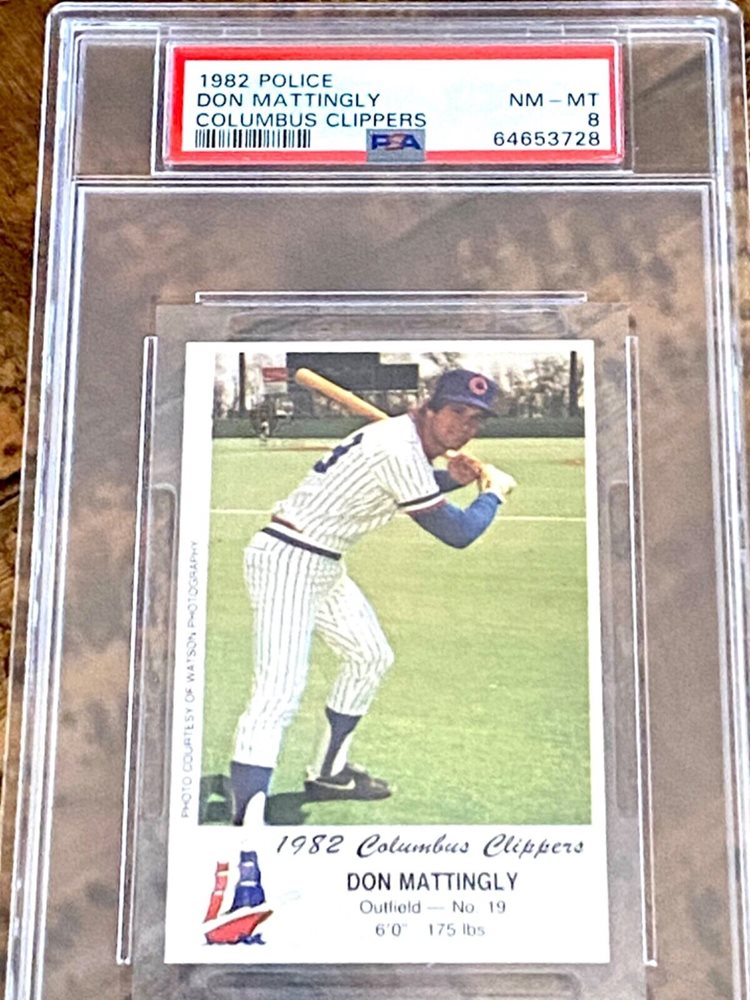 1982 POLICE
DON MATTINGLY NM-MT
COLUMBUS CLIPPERS 8
PSA 64653728
PHOTO COURTESY OF WATSON PHOTOGRAPHY
1982 Columbus Clippers
DON MATTINGLY
Outfield — No. 19
6'0" 175 lbs